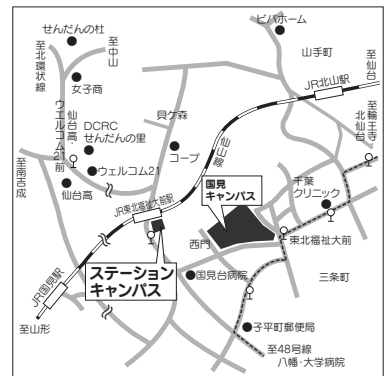 せんだんの杜
至中山
至北環状線
女子商
ビバホーム
山手町
至仙台
JR北山駅
至輪王寺
北仙台
貝ケ森
仙山線
仙台高・
ウエルコム21前
DCRC
せんだんの里
コープ
ウェルコム21
仙台高
至南吉成
JR東北福祉大前駅
国見
キャンパス
千葉
クリニック
西門
東北福祉大前
ステーション
キャンパス
国見台病院
三条町
JR国見駅
至山形
子平町郵便局
至48号線
八幡・大学病院